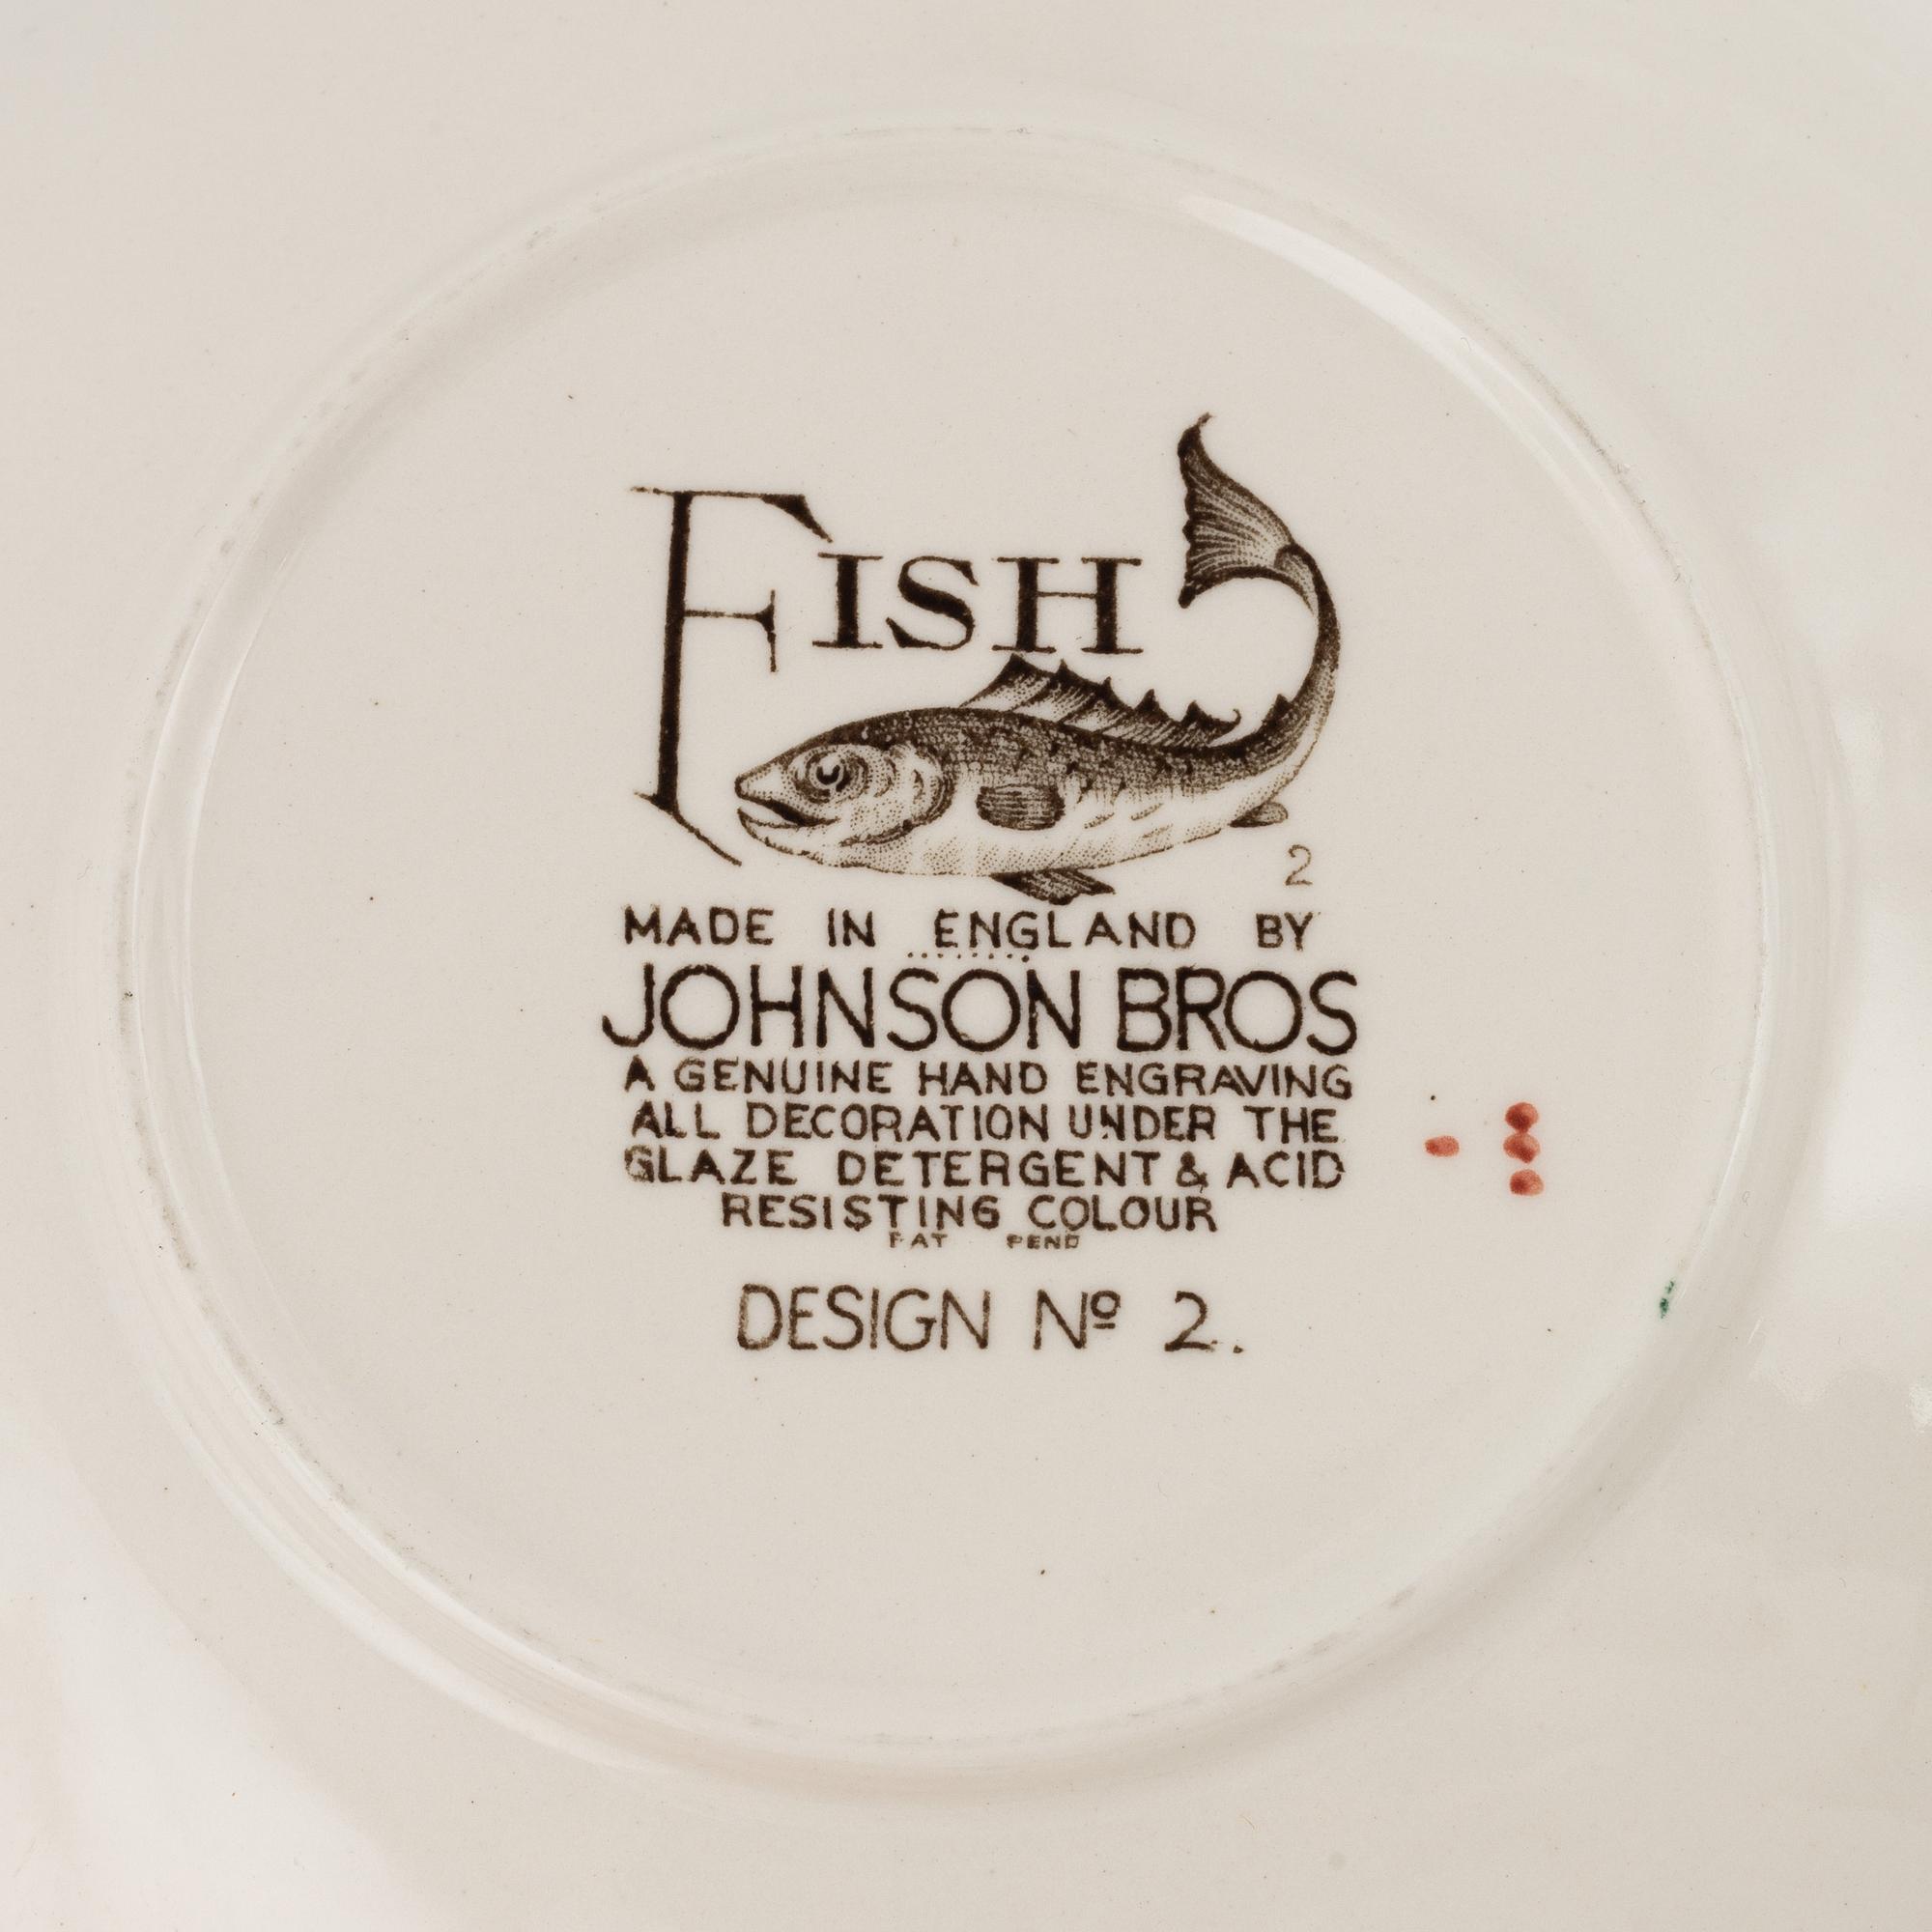 FISH
2
MADE IN ENGLAND BY
JOHNSON BROS
A GENUINE HAND ENGRAVING
ALL DECORATION UNDER THE
GLAZE DETERGENT & ACID
RESISTING COLOUR
PAT PEND
DESIGN Nº 2.